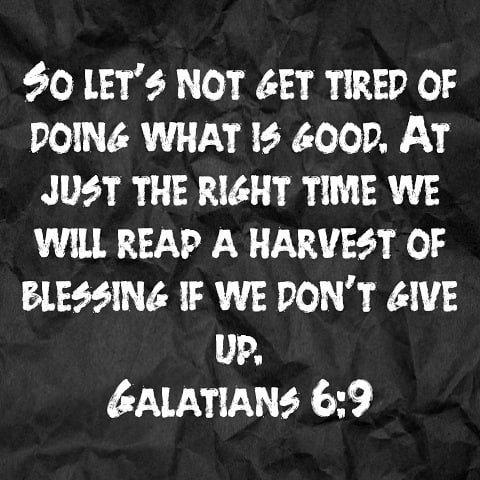 So let's not get tired of
doing what is good. At
just the right time we
will reap a harvest of
blessing if we don't give
up.
Galatians 6:9